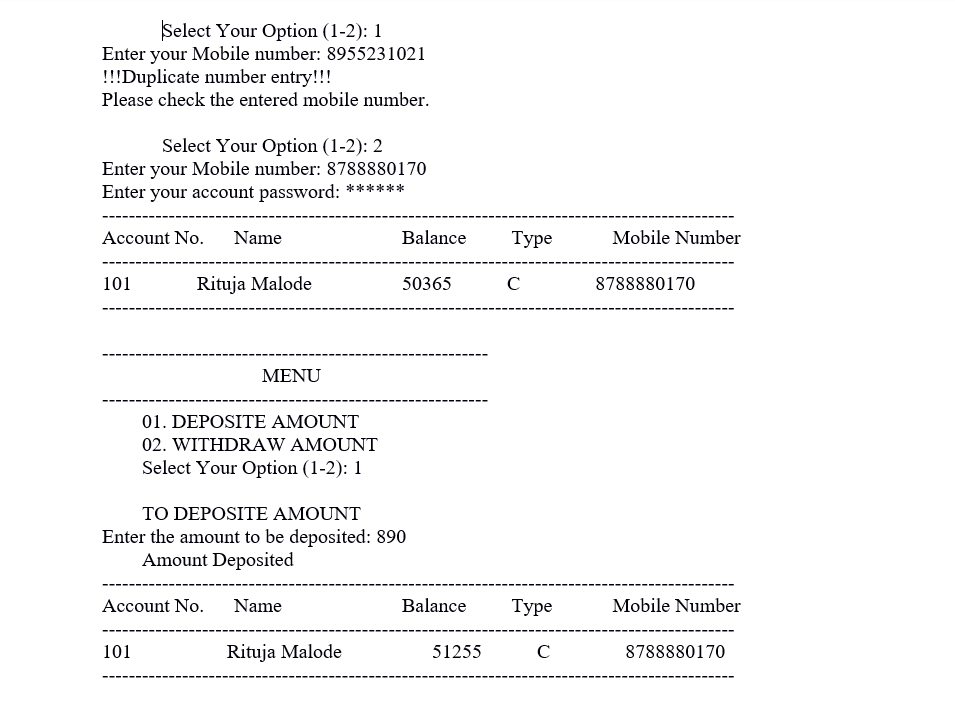 Select Your Option (1-2): 1
Enter your Mobile number: 8955231021
!!!Duplicate number entry!!!
Please check the entered mobile number.
Select Your Option (1-2): 2
Enter your Mobile number: 8788880170
Enter your account password: ******
-----------------------------------------------------------------------------------------------
Account No. Name Balance Type Mobile Number
-----------------------------------------------------------------------------------------------
101 Rituja Malode 50365 C 8788880170
-----------------------------------------------------------------------------------------------
----------------------------------------------------------
MENU
----------------------------------------------------------
01. DEPOSITE AMOUNT
02. WITHDRAW AMOUNT
Select Your Option (1-2): 1
TO DEPOSITE AMOUNT
Enter the amount to be deposited: 890
Amount Deposited
-----------------------------------------------------------------------------------------------
Account No. Name Balance Type Mobile Number
-----------------------------------------------------------------------------------------------
101 Rituja Malode 51255 C 8788880170
-----------------------------------------------------------------------------------------------